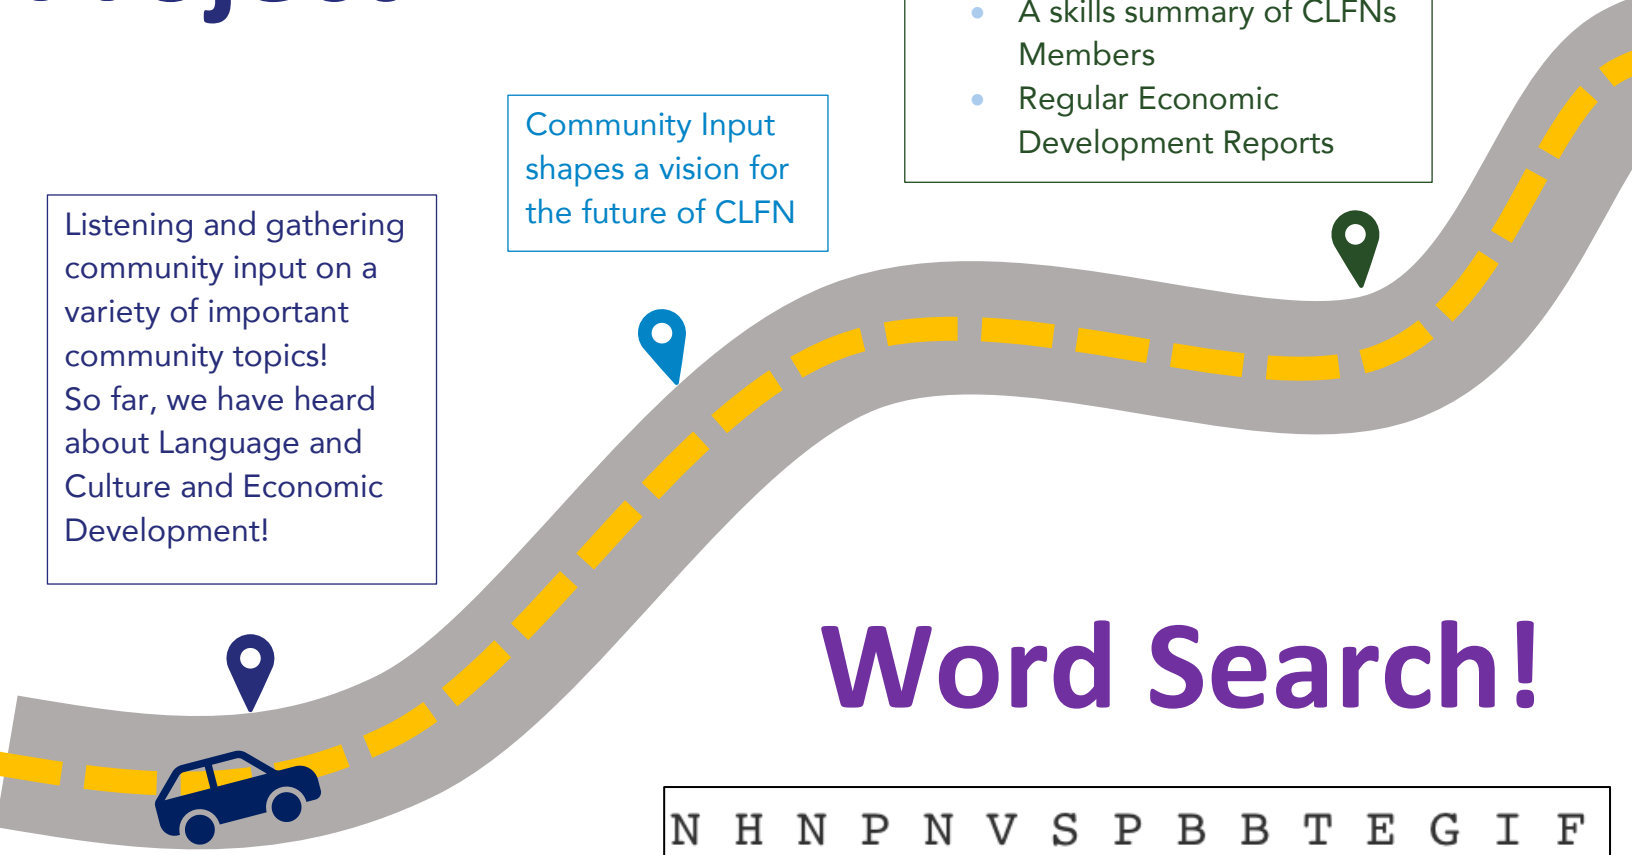 A skills summary of CLFNs
Members
Regular Economic
Development Reports
Community Input
shapes a vision for
the future of CLFN
Listening and gathering
community input on a
variety of important
community topics!
So far, we have heard
about Language and
Culture and Economic
Development!
Word Search!
N H N P N V S P B B T E G I F